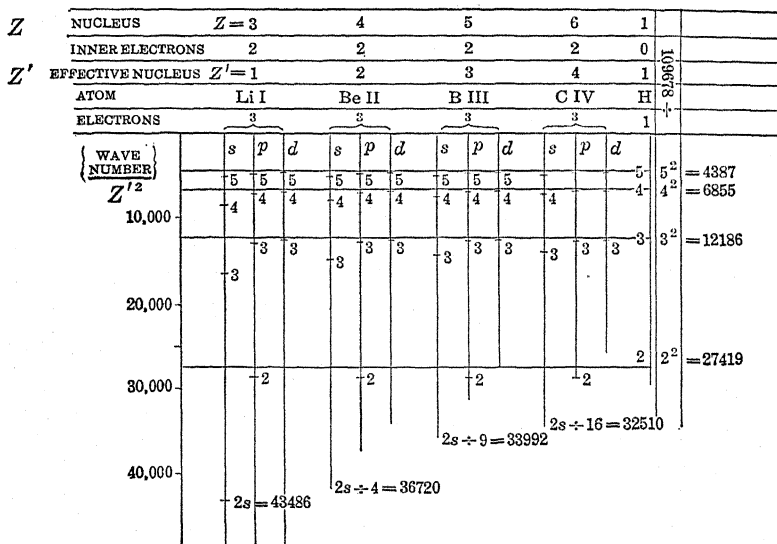 Z NUCLEUS Z = 3 4 5 6 1
INNER ELECTRONS 2 2 2 2 0
Z' EFFECTIVE NUCLEUS Z' = 1 2 3 4 1
109678 ÷
ATOM Li I Be II B III C IV H
ELECTRONS 3 3 3 3 1
s p d s p d s p d s p d
WAVE
NUMBER
Z'²
5 5 5 5 5 5 5 5 5 5 5² = 4387
4 4 4 4 4 4 4 4 4 4 4 4² = 6855
10,000
3 3 3 3 3 3 3 3 3 3 3 3 3² = 12186
20,000
2 2² = 27419
30,000
2 2 2 2
2s ÷ 16 = 32510
2s ÷ 9 = 33992
40,000
2s ÷ 4 = 36720
2s = 43486